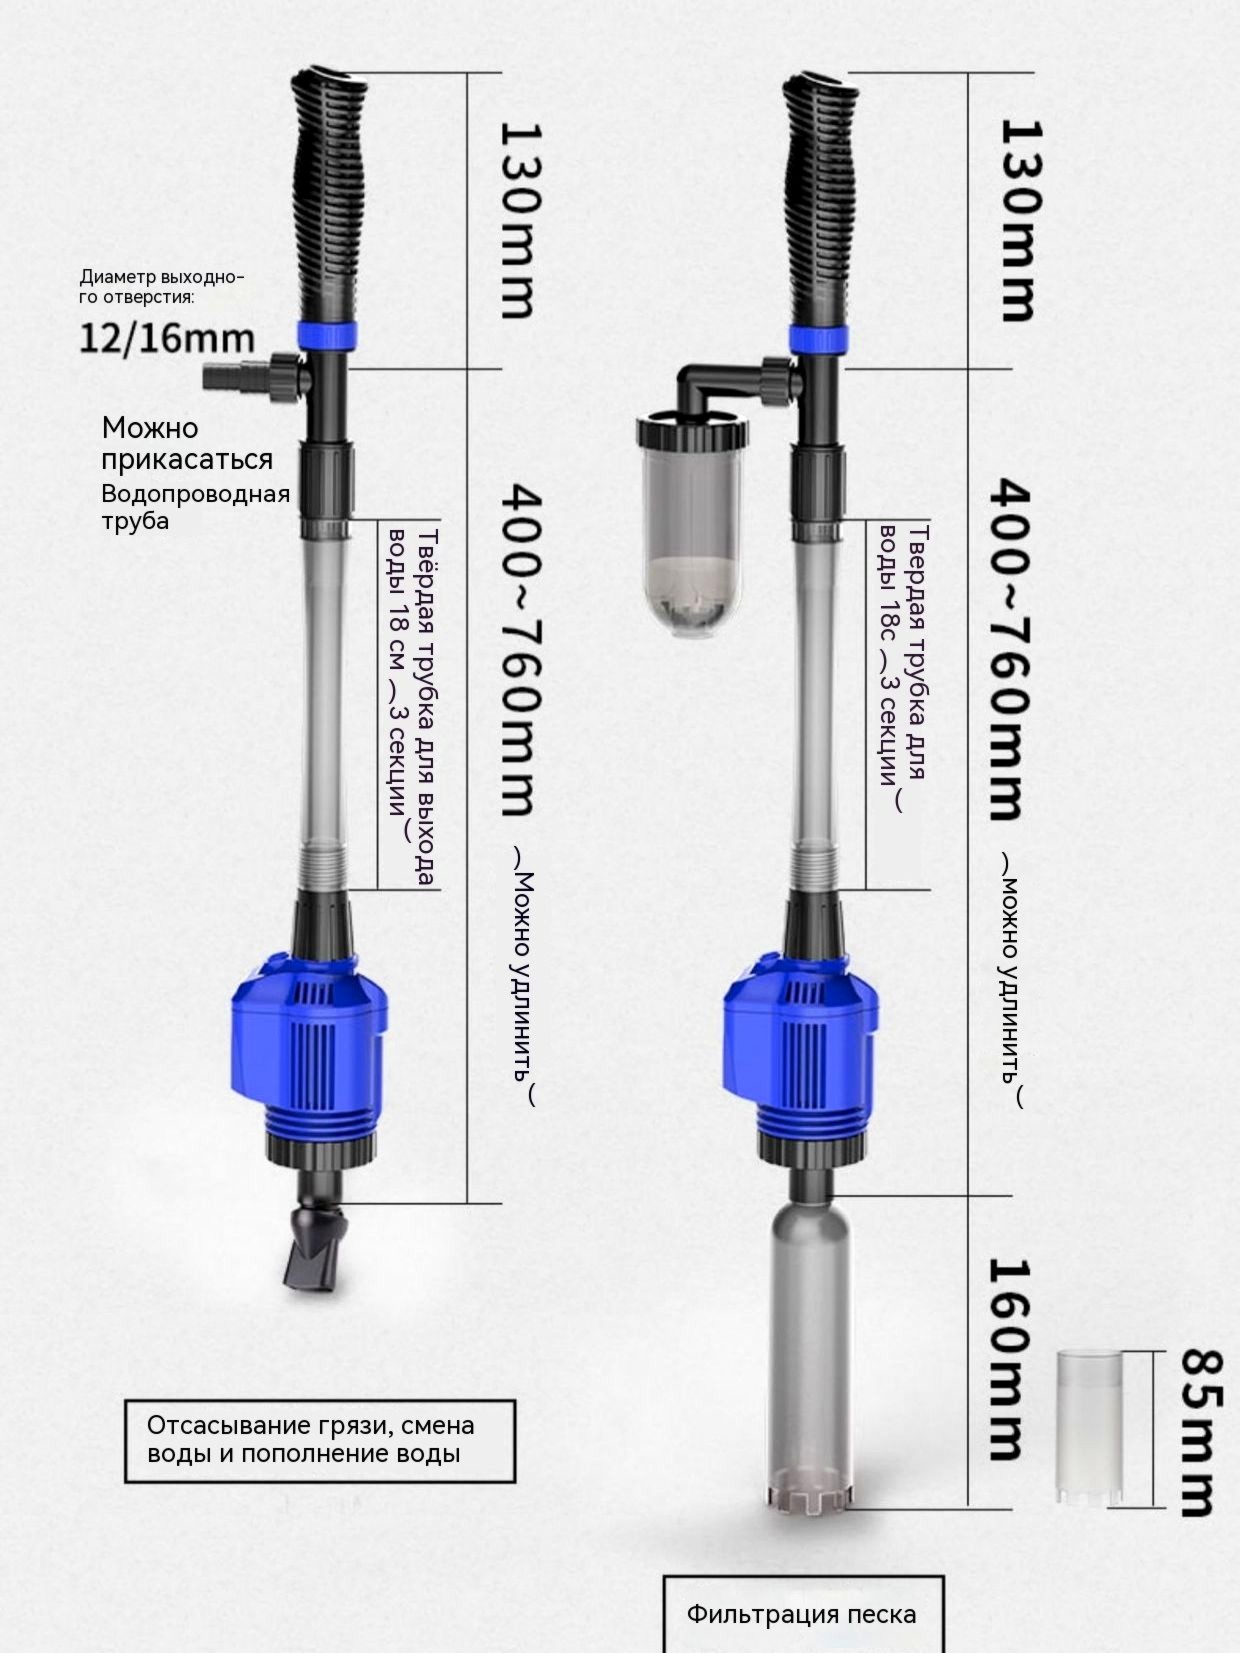 130mm
130mm
Диаметр выходно-
го отверстия:
12/16mm
Можно
прикасаться
Водопроводная
труба
Твёрдая трубка для выхода
воды 18 см (3 секции)
400~760mm
(Можно удлинить)
Твердая трубка для
воды 18с (3 секции)
400~760mm
(можно удлинить)
160mm
85mm
Отсасывание грязи, смена
воды и пополнение воды
Фильтрация песка